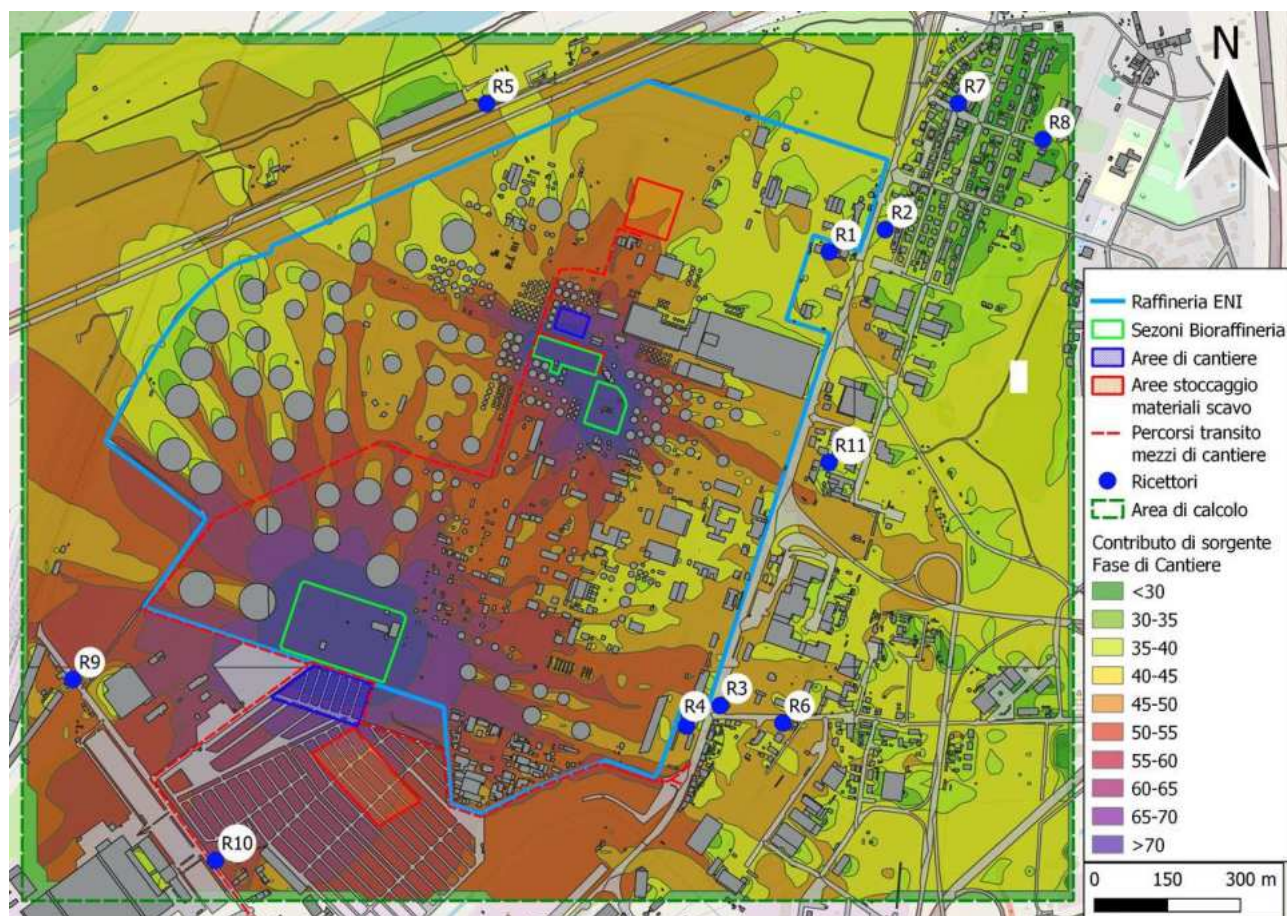 N
R5
R7
R8
R2
R1
R11
R9
R3
R4
R6
R10
Raffineria ENI
Sezoni Bioraffineria
Aree di cantiere
Aree stoccaggio
materiali scavo
Percorsi transito
mezzi di cantiere
Ricettori
Area di calcolo
Contributo di sorgente
Fase di Cantiere
<30
30-35
35-40
40-45
45-50
50-55
55-60
60-65
65-70
>70
0 150 300 m